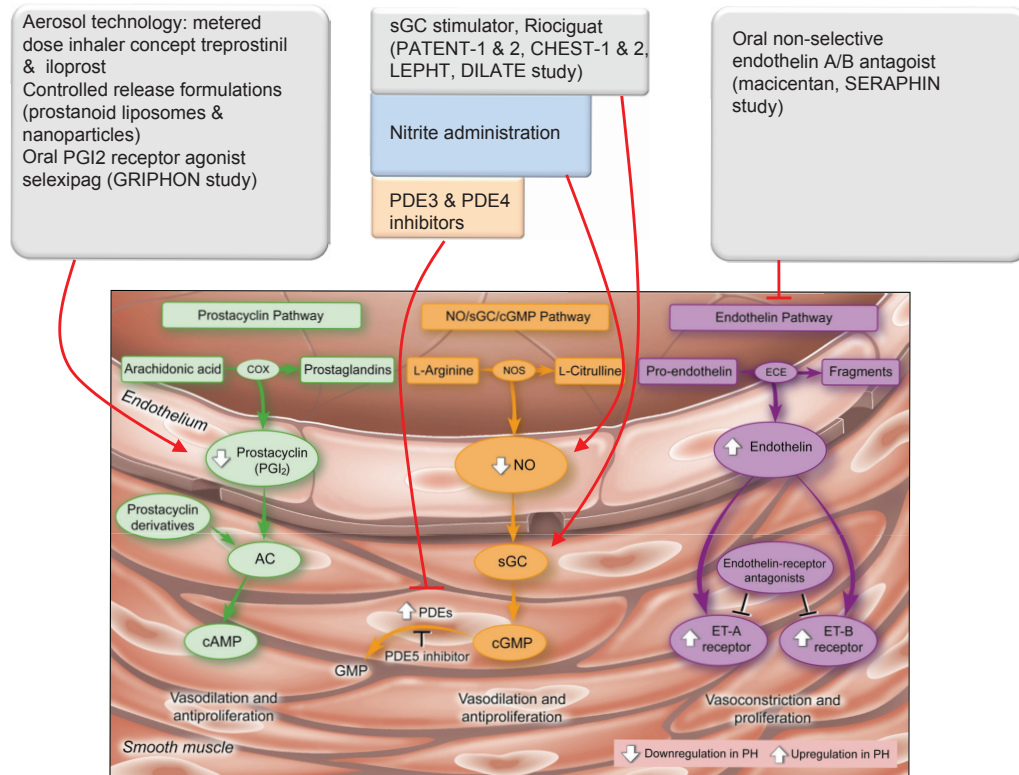 Aerosol technology: metered
dose inhaler concept treprostinil
& iloprost
Controlled release formulations
(prostanoid liposomes &
nanoparticles)
Oral PGI2 receptor agonist
selexipag (GRIPHON study)
sGC stimulator, Riociguat
(PATENT-1 & 2, CHEST-1 & 2,
LEPHT, DILATE study)
Nitrite administration
PDE3 & PDE4
inhibitors
Oral non-selective
endothelin A/B antagoist
(macicentan, SERAPHIN
study)
Prostacyclin Pathway
NO/sGC/cGMP Pathway
Endothelin Pathway
Arachidonic acid
COX
Prostaglandins
L-Arginine
NOS
L-Citrulline
Pro-endothelin
ECE
Fragments
Endothelium
Prostacyclin
(PGI₂)
NO
Endothelin
Prostacyclin
derivatives
AC
sGC
Endothelin-receptor
antagonists
cAMP
PDEs
PDE5 inhibitor
GMP
cGMP
ET-A
receptor
ET-B
receptor
Vasodilation and
antiproliferation
Vasodilation and
antiproliferation
Vasoconstriction and
proliferation
Smooth muscle
Downregulation in PH
Upregulation in PH